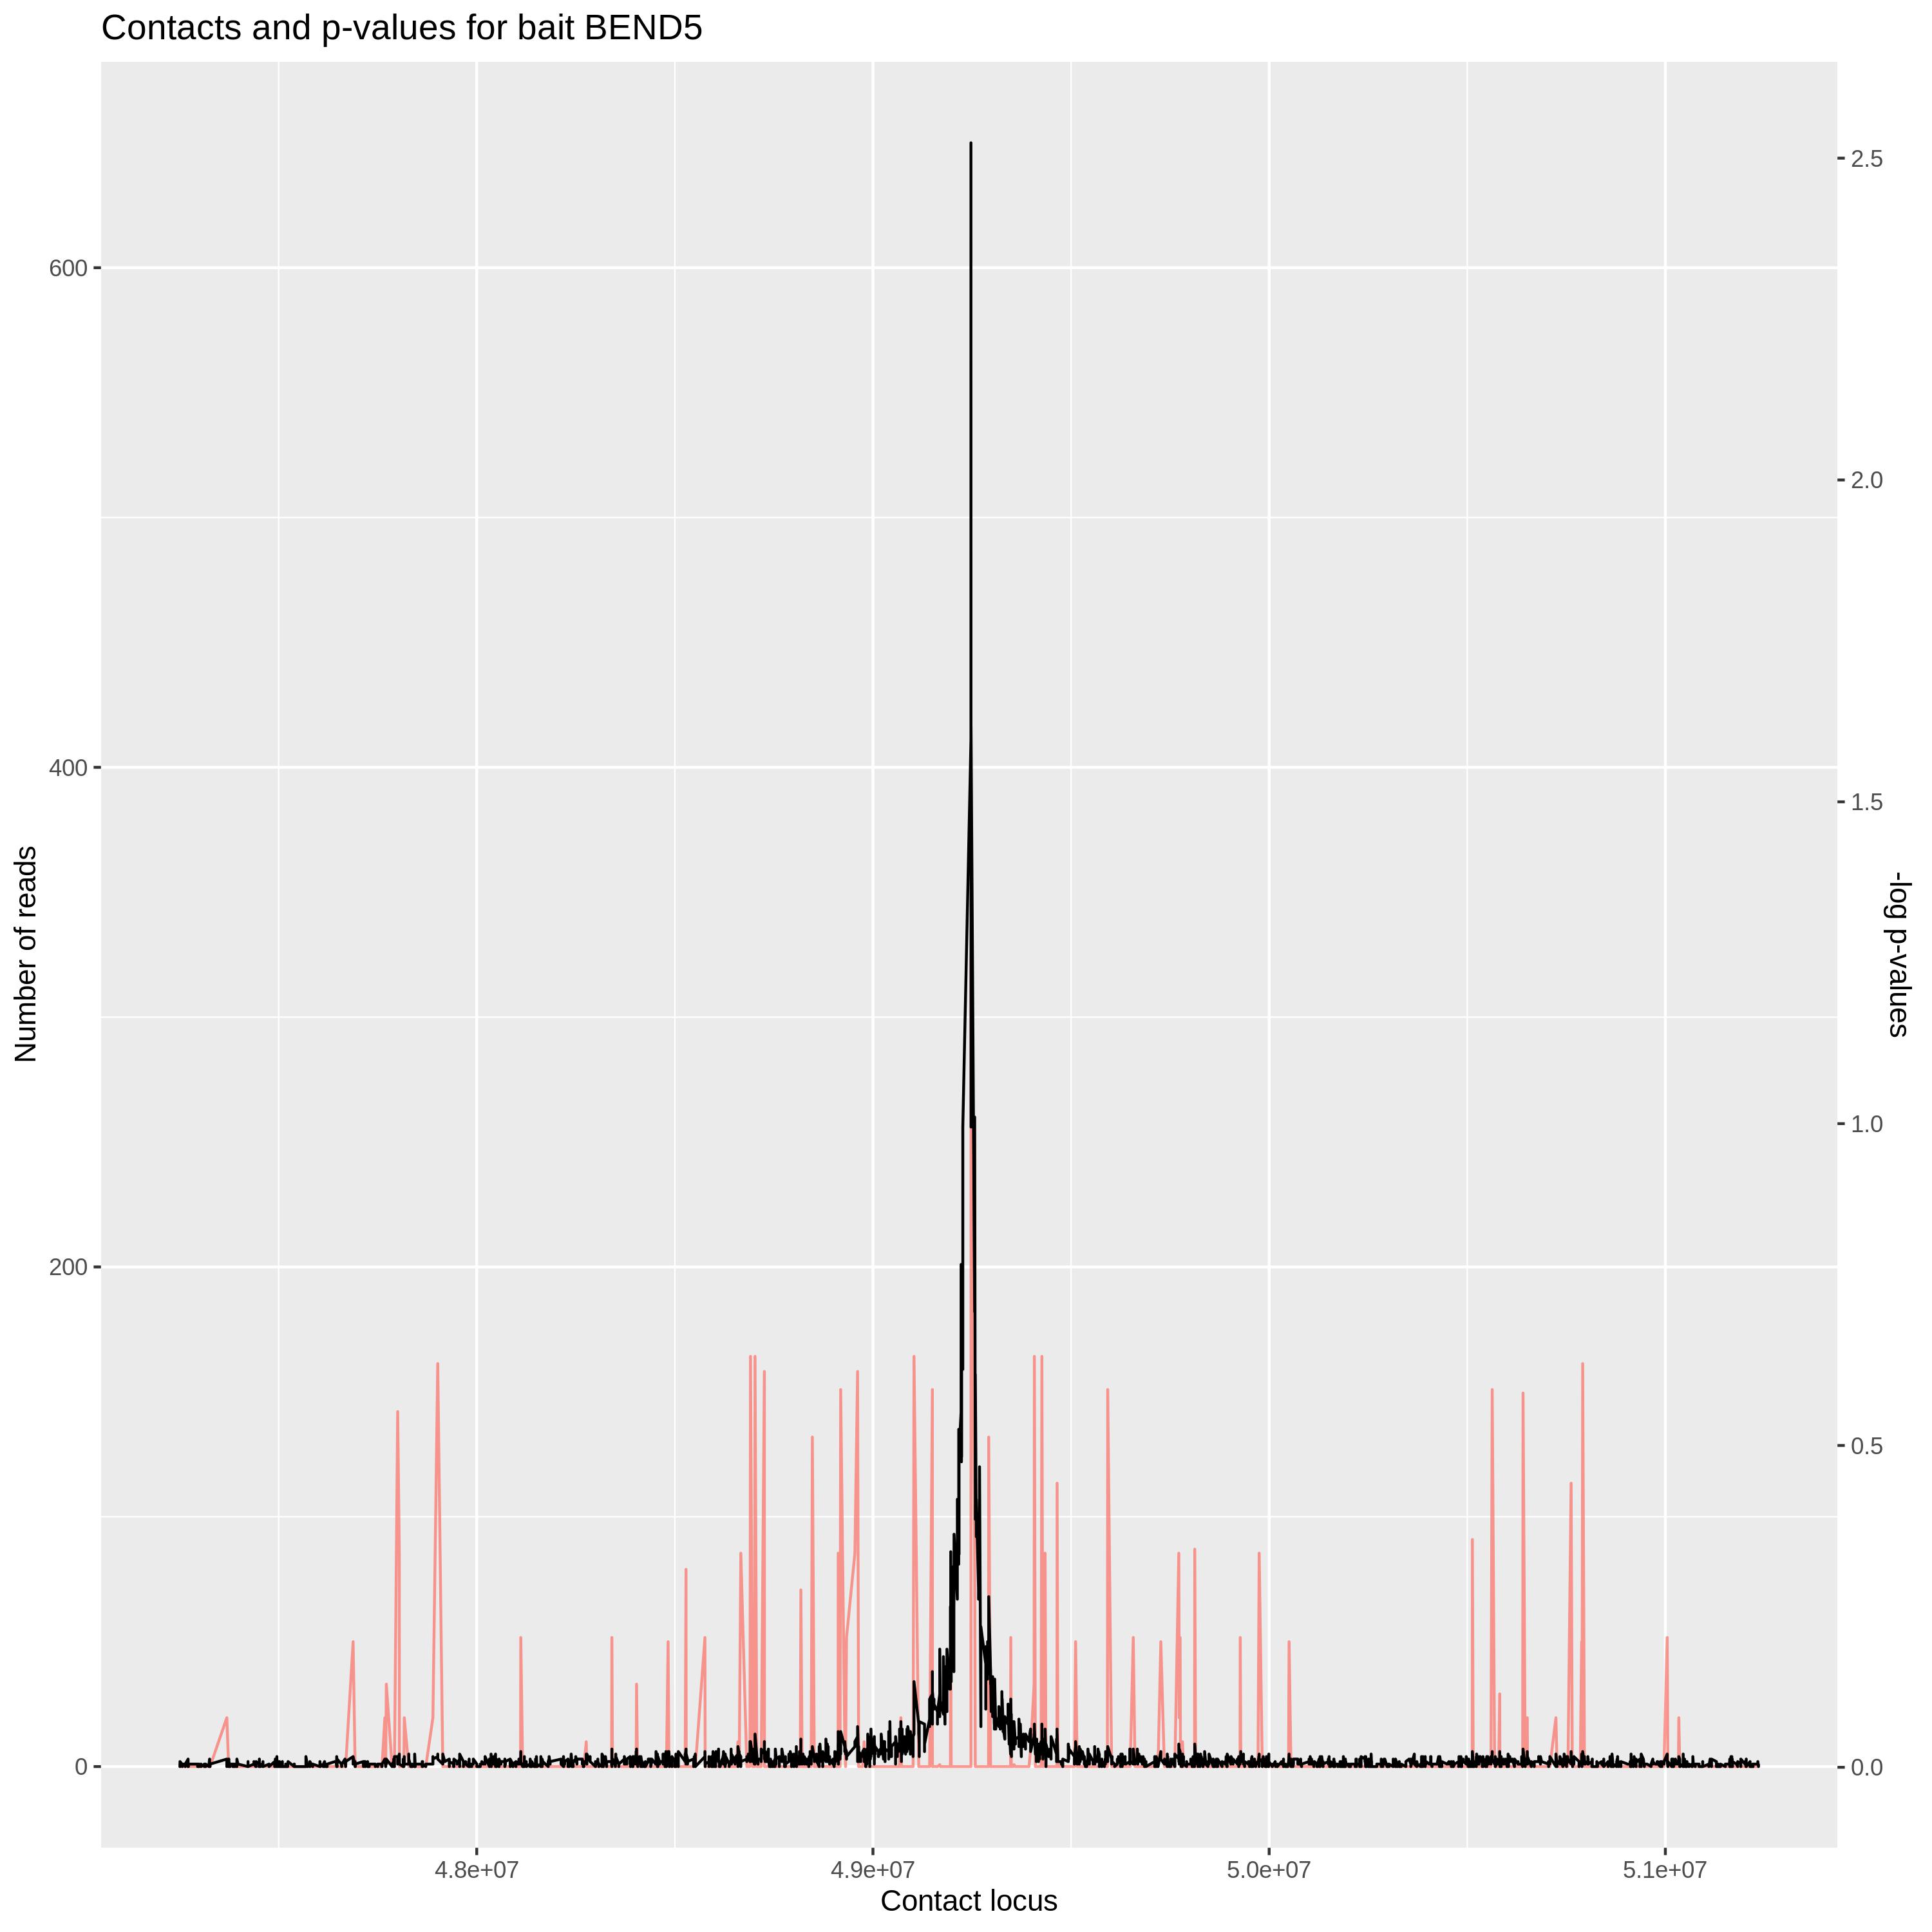 Contacts and p-values for bait BEND5
600
400
200
0
Number of reads
2.5
2.0
1.5
1.0
0.5
0.0
-log p-values
4.8e+07
4.9e+07
5.0e+07
5.1e+07
Contact locus